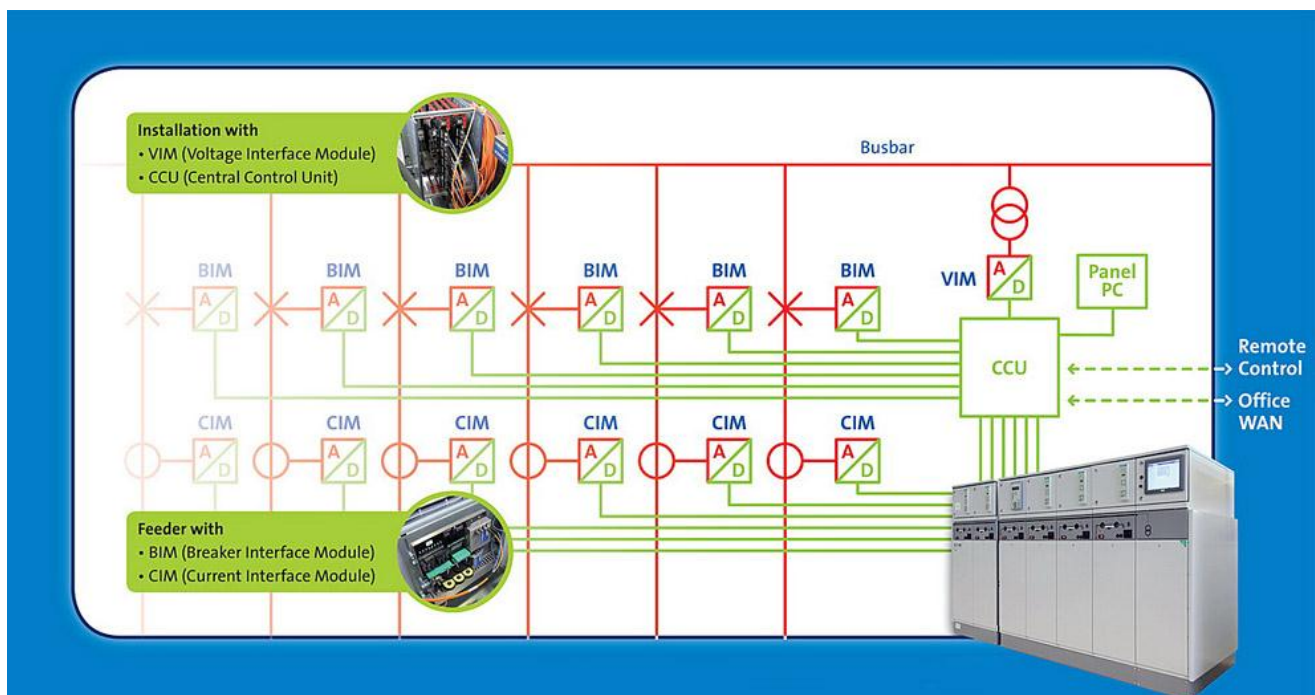 Installation with
• VIM (Voltage Interface Module)
• CCU (Central Control Unit)
Busbar
BIM
A
D
BIM
A
D
BIM
A
D
BIM
A
D
BIM
A
D
BIM
A
D
VIM
A
D
Panel
PC
CCU
Remote
Control
Office
WAN
CIM
A
D
CIM
A
D
CIM
A
D
CIM
A
D
CIM
A
D
CIM
A
D
Feeder with
• BIM (Breaker Interface Module)
• CIM (Current Interface Module)